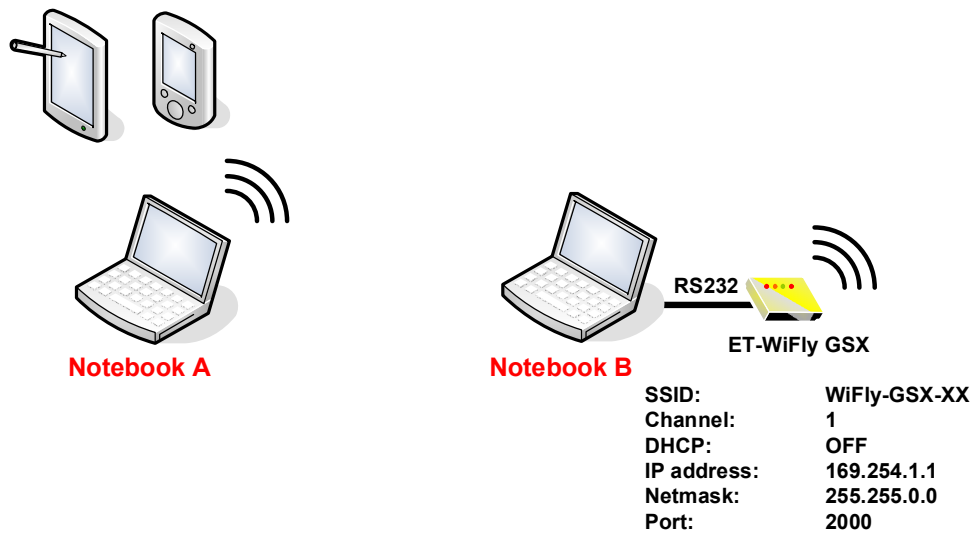 RS232
ET-WiFly GSX
Notebook A
Notebook B
SSID: WiFly-GSX-XX
Channel: 1
DHCP: OFF
IP address: 169.254.1.1
Netmask: 255.255.0.0
Port: 2000